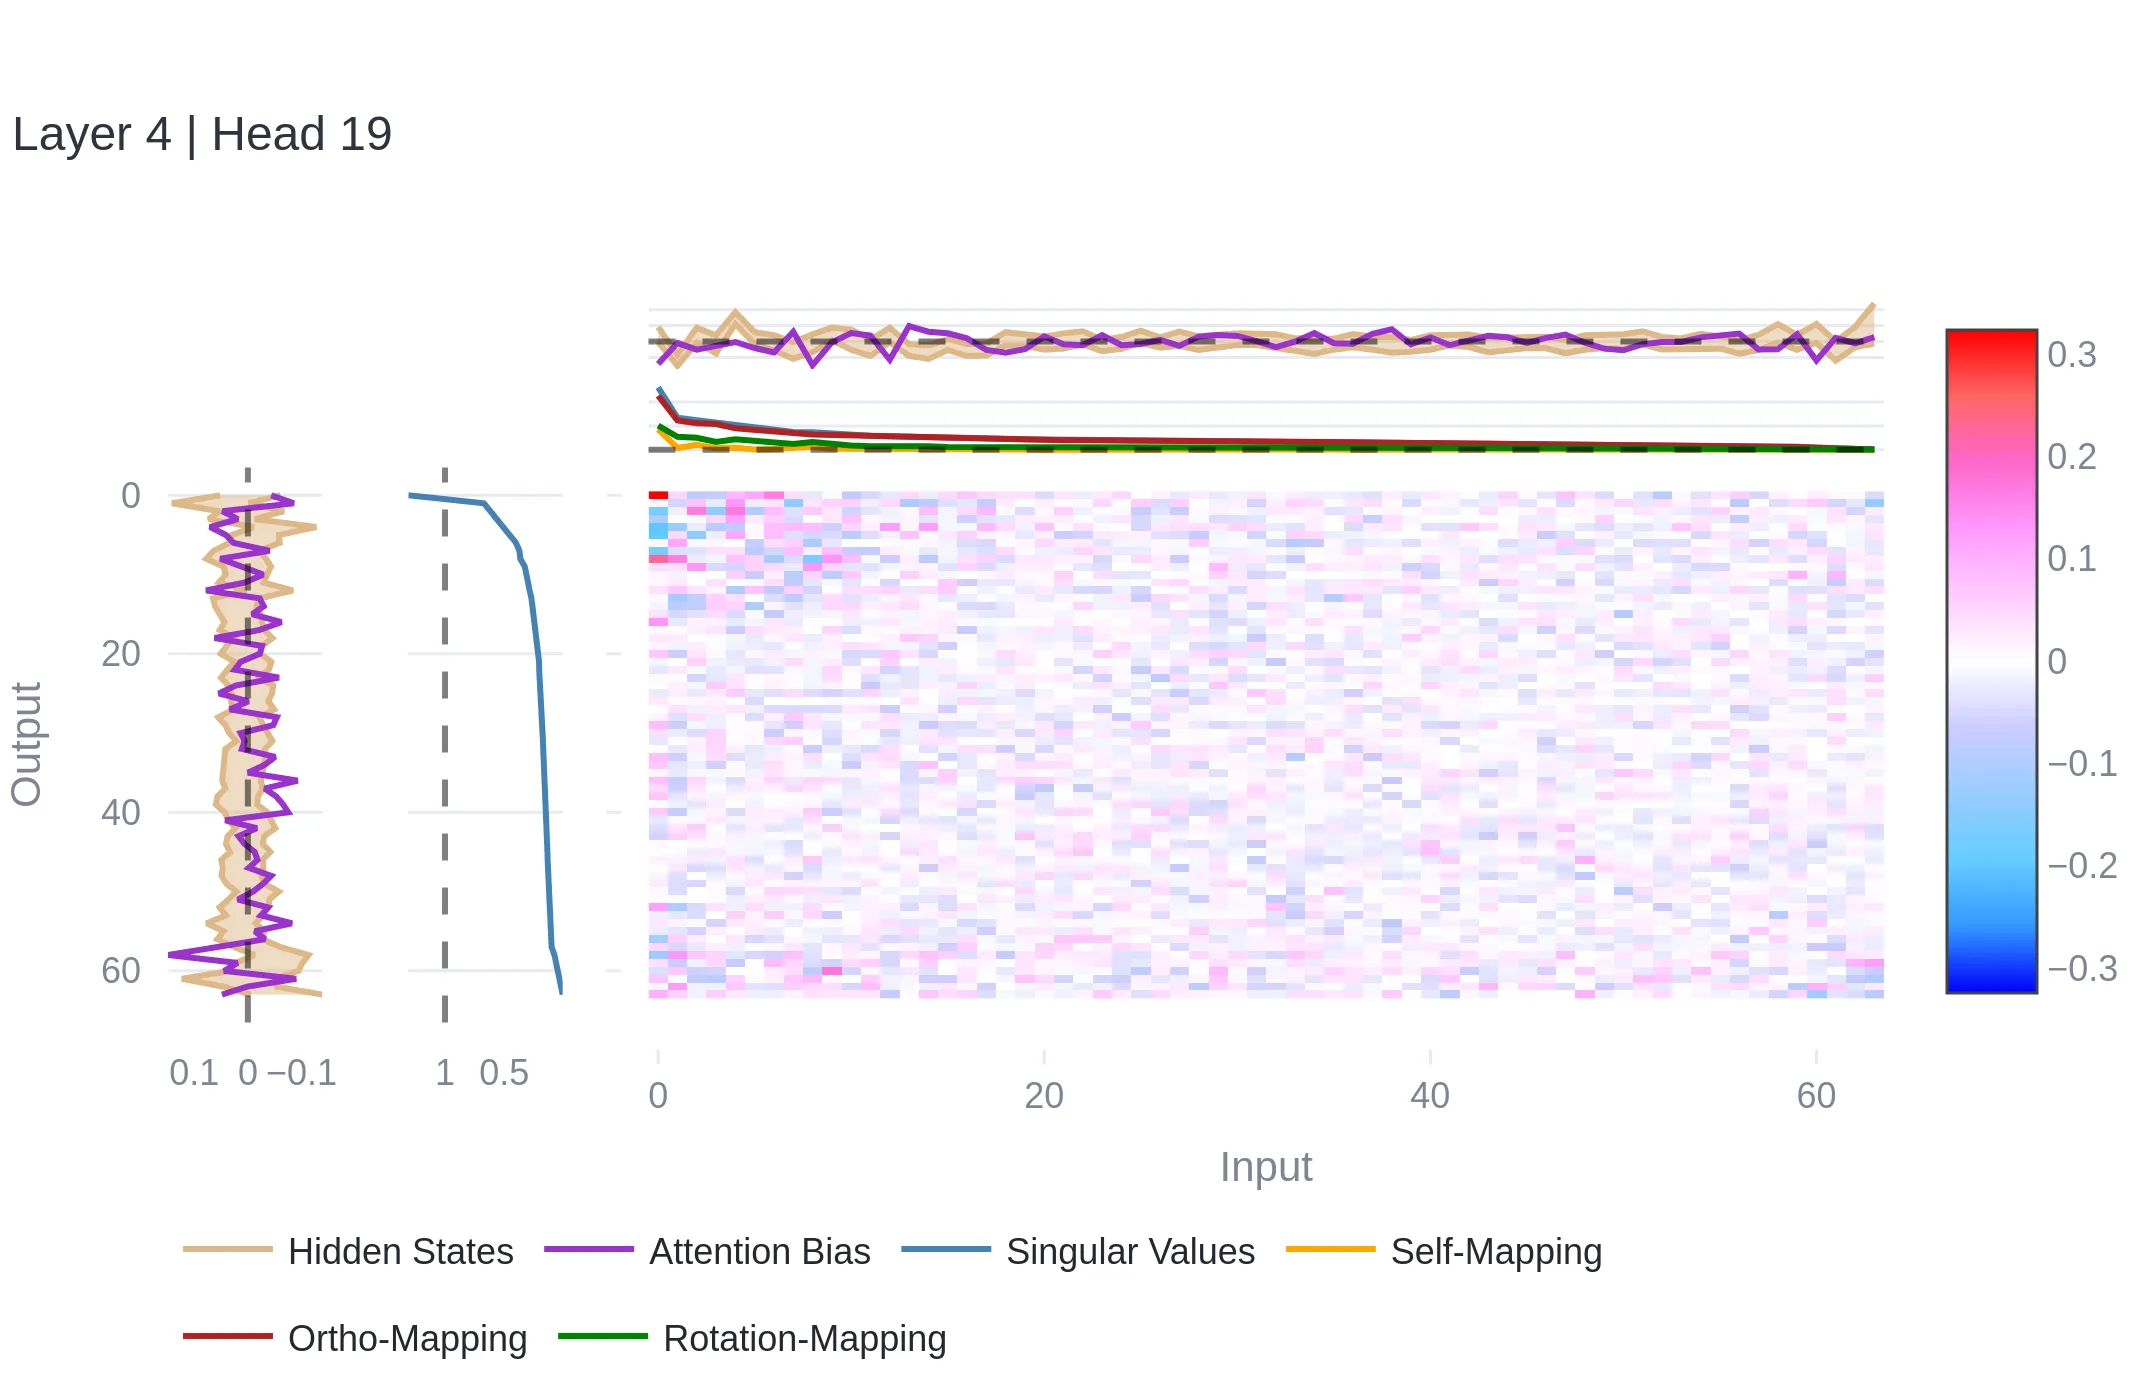 Layer 4 | Head 19
0
20
40
60
Output
0.1 0 −0.1
1 0.5
0 20 40 60
Input
0.3
0.2
0.1
0
−0.1
−0.2
−0.3
Hidden States Attention Bias Singular Values Self-Mapping
Ortho-Mapping Rotation-Mapping